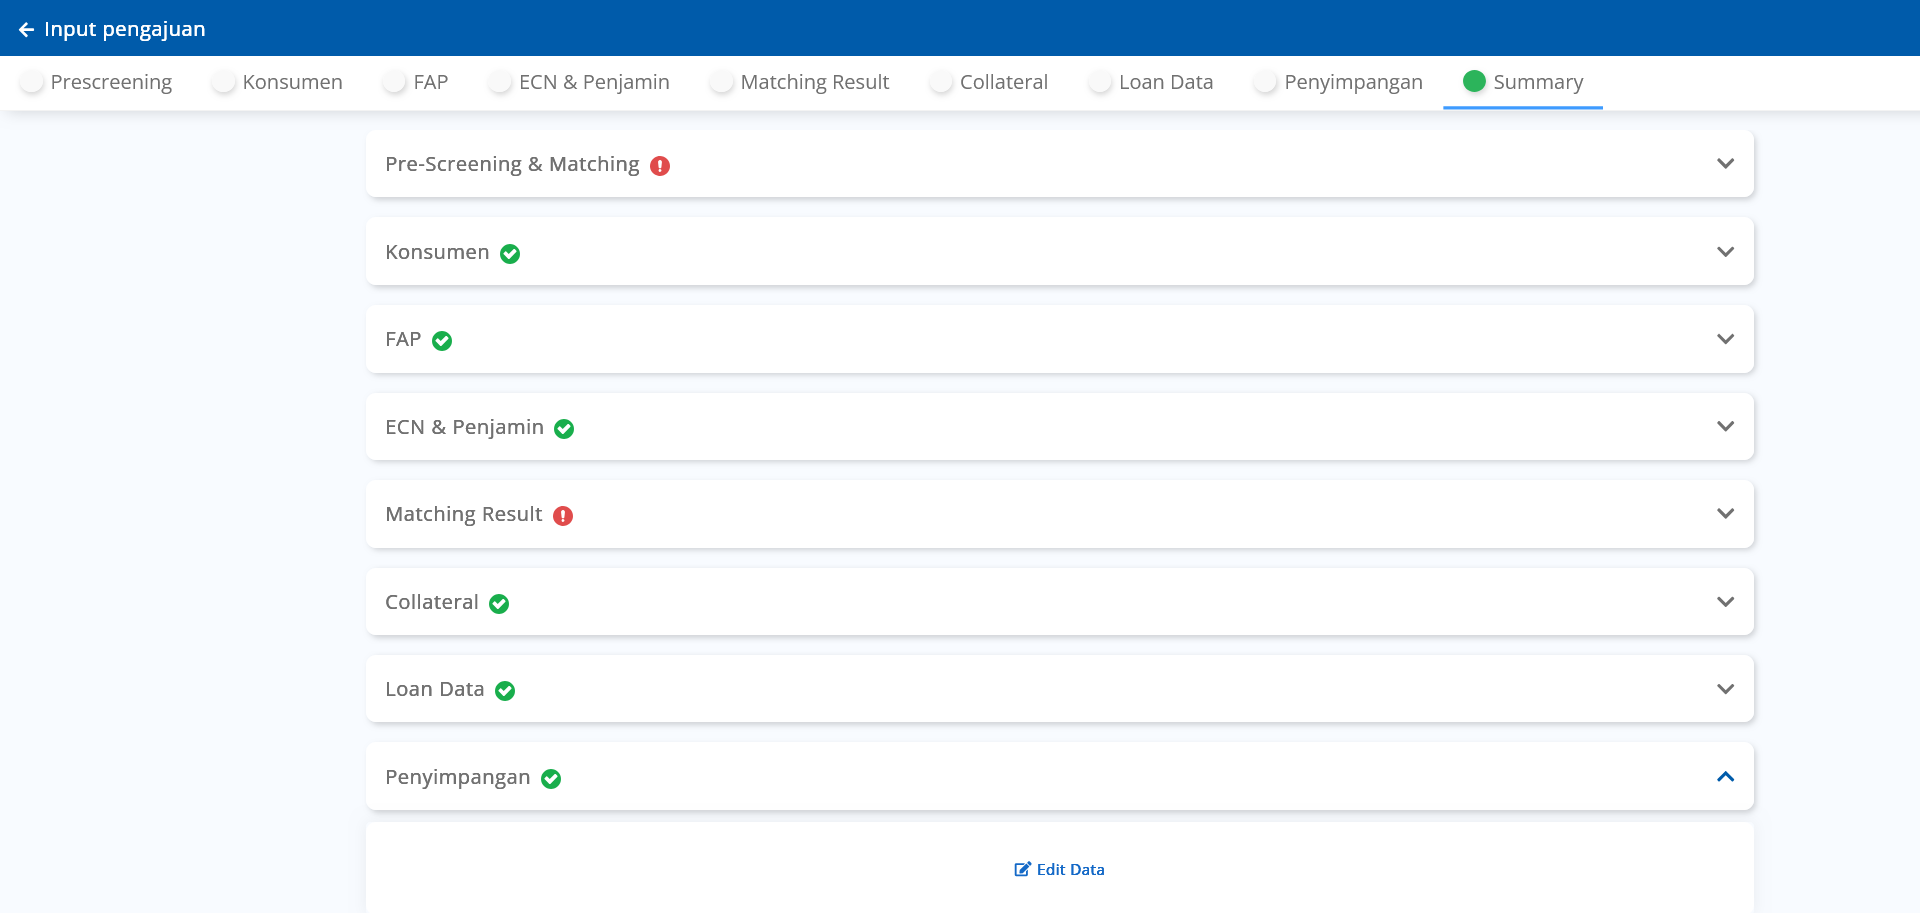 Input pengajuan
Prescreening Konsumen FAP ECN & Penjamin Matching Result Collateral Loan Data Penyimpangan Summary
Pre-Screening & Matching
Konsumen
FAP
ECN & Penjamin
Matching Result
Collateral
Loan Data
Penyimpangan
Edit Data